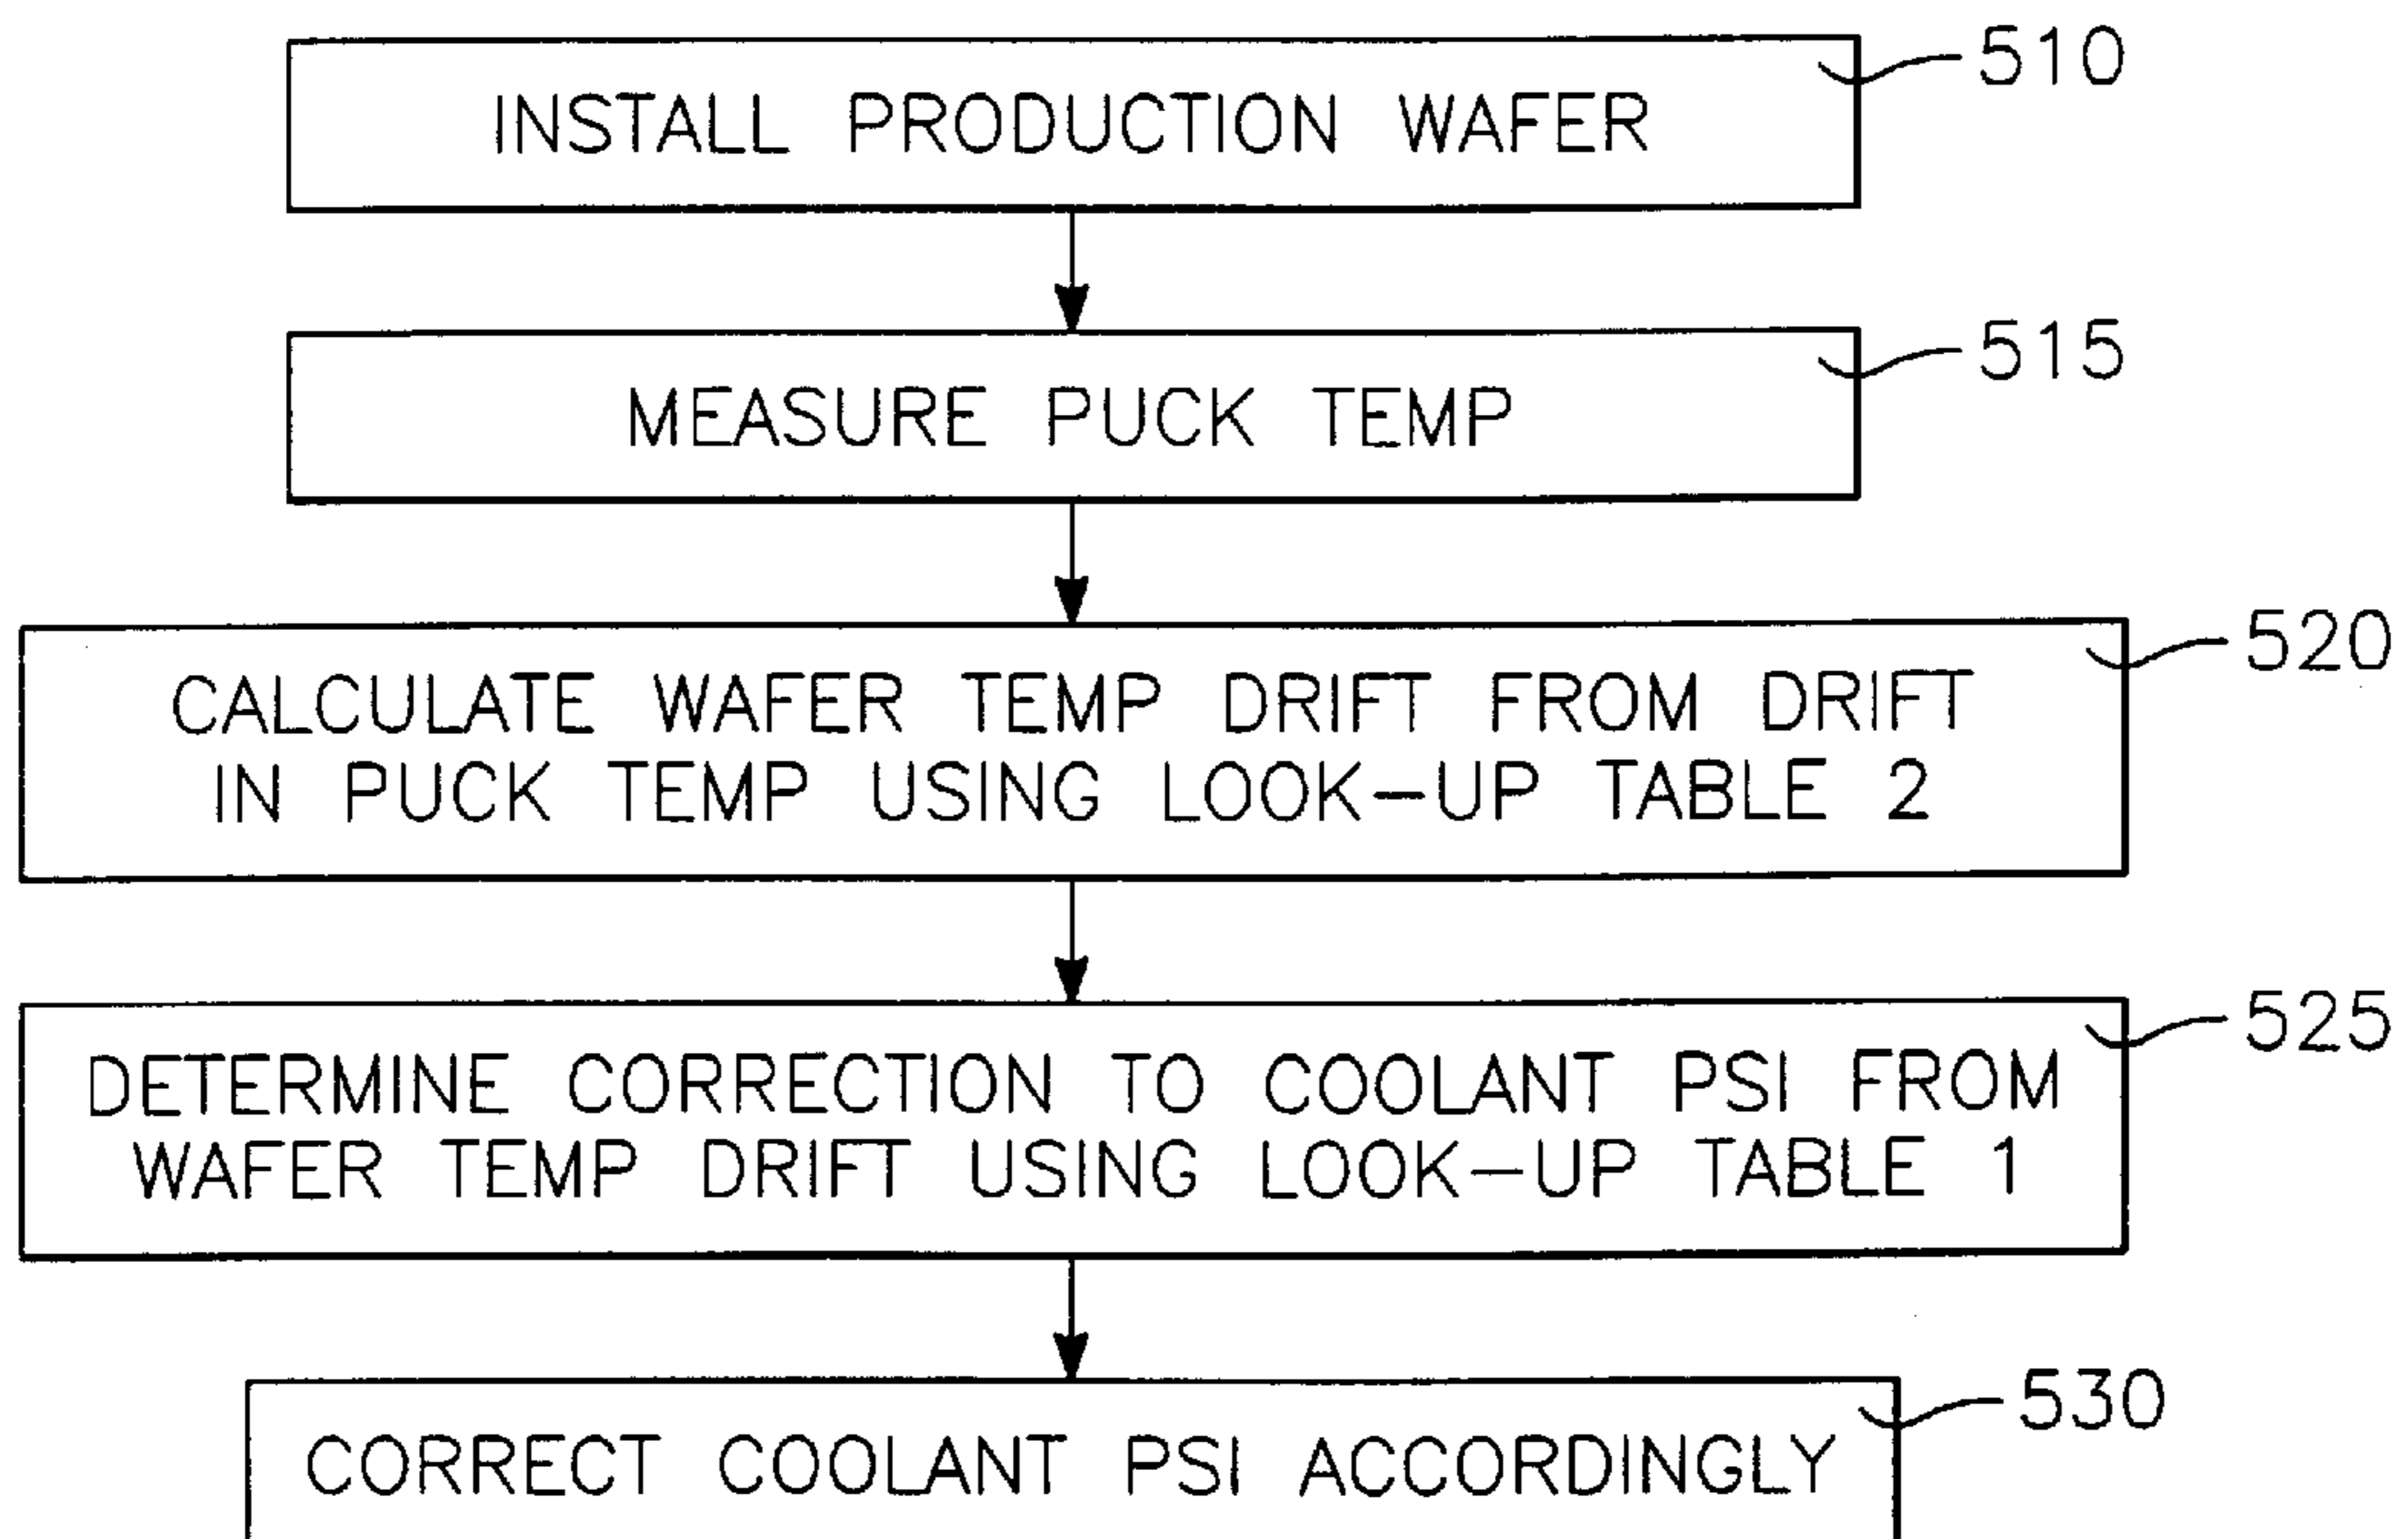 510
INSTALL PRODUCTION WAFER
515
MEASURE PUCK TEMP
520
CALCULATE WAFER TEMP DRIFT FROM DRIFT
IN PUCK TEMP USING LOOK-UP TABLE 2
525
DETERMINE CORRECTION TO COOLANT PSI FROM
WAFER TEMP DRIFT USING LOOK-UP TABLE 1
530
CORRECT COOLANT PSI ACCORDINGLY